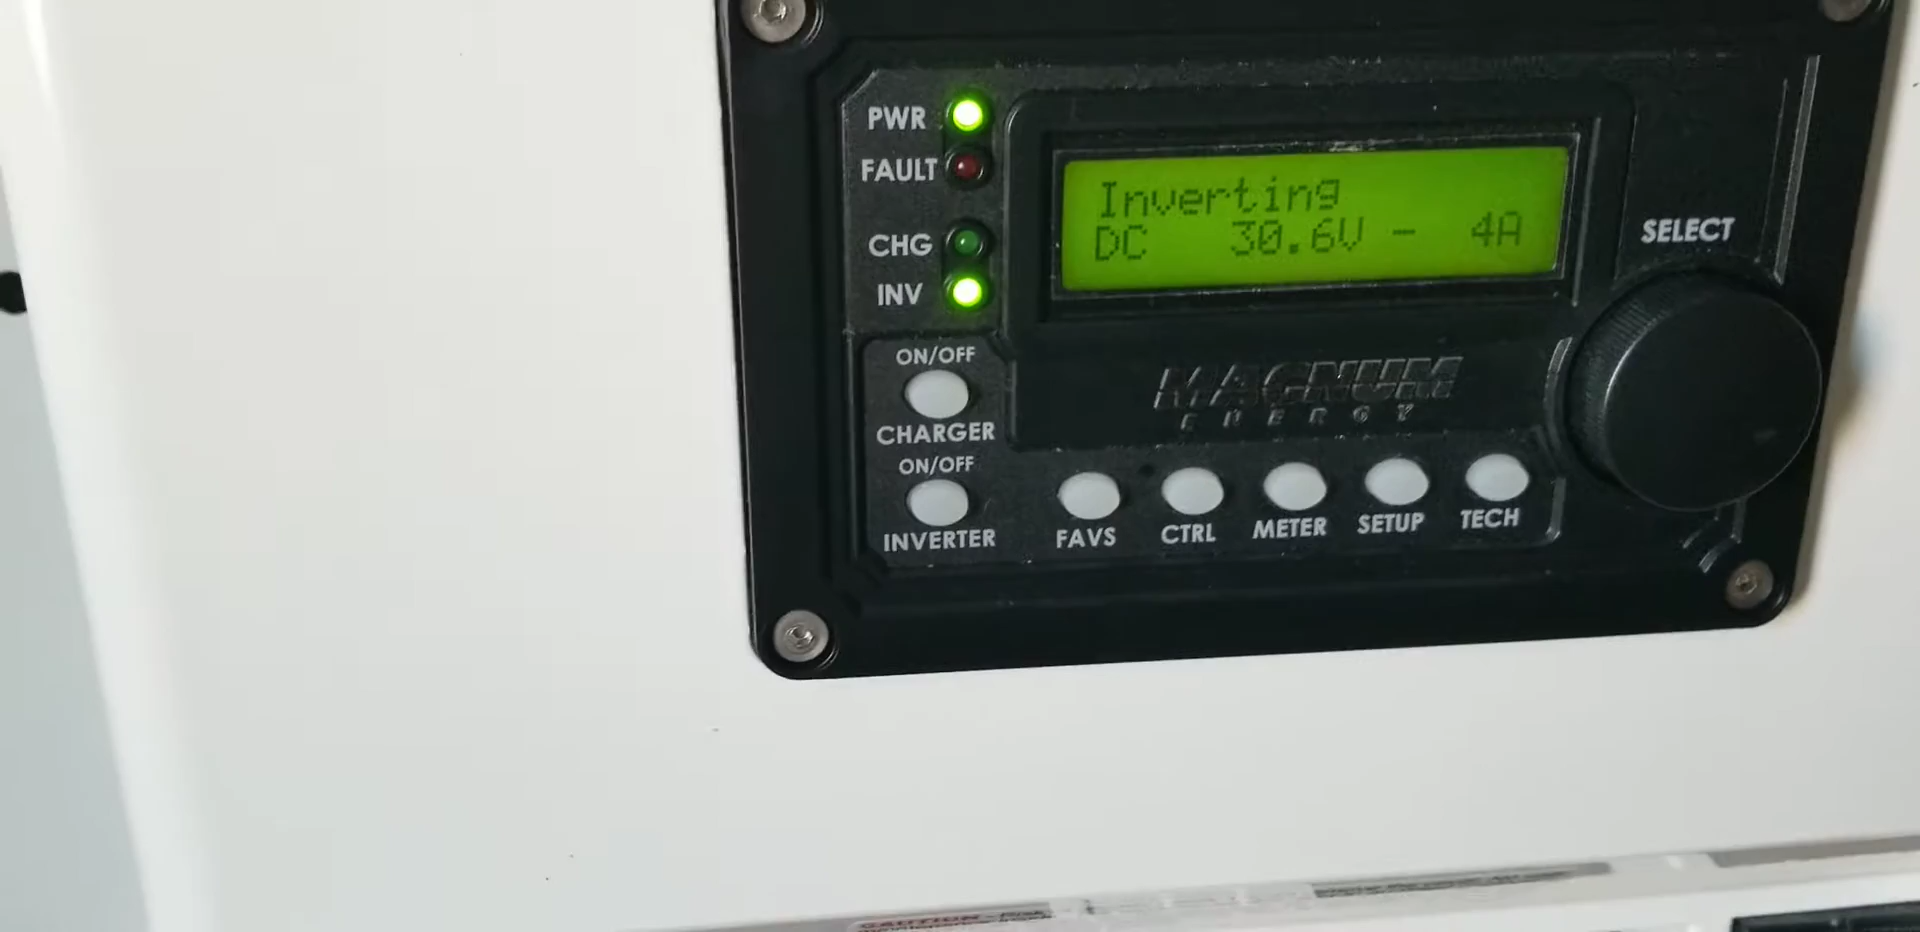 PWR
FAULT
CHG
INV
Inverting
DC 30.6V - 4A
SELECT
ON/OFF
CHARGER
ON/OFF
INVERTER
MAGNUM
ENERGY
FAVS
CTRL
METER
SETUP
TECH
CAUTION